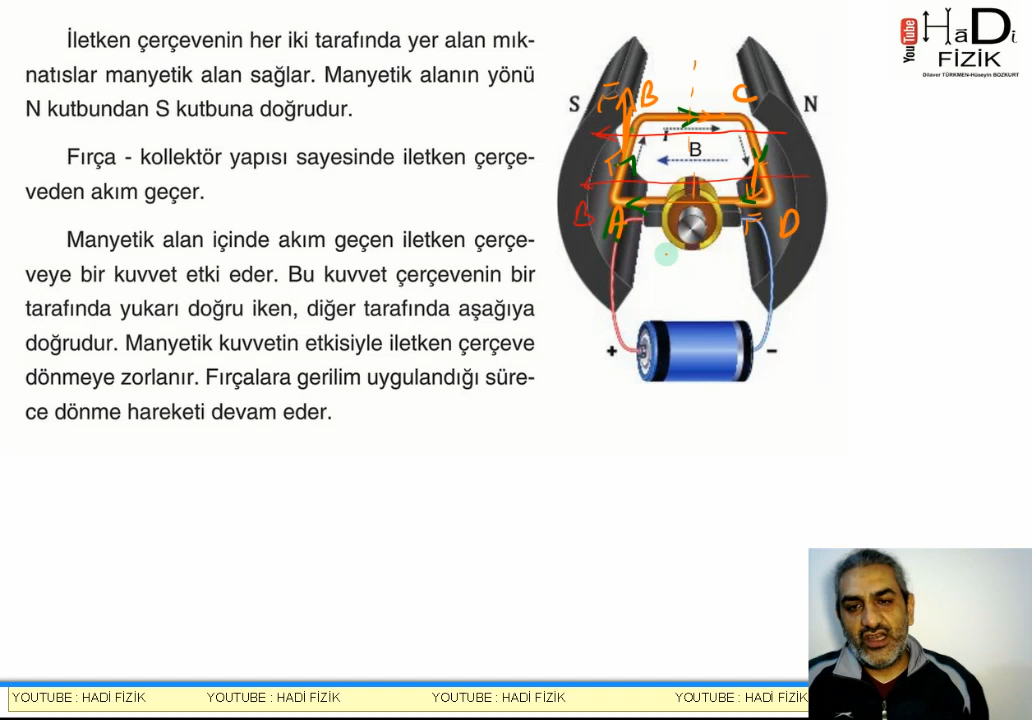 İletken çerçevenin her iki tarafında yer alan mık-
natıslar manyetik alan sağlar. Manyetik alanın yönü
N kutbundan S kutbuna doğrudur.
Fırça - kollektör yapısı sayesinde iletken çerçe-
veden akım geçer.
Manyetik alan içinde akım geçen iletken çerçe-
veye bir kuvvet etki eder. Bu kuvvet çerçevenin bir
tarafında yukarı doğru iken, diğer tarafında aşağıya
doğrudur. Manyetik kuvvetin etkisiyle iletken çerçeve
dönmeye zorlanır. Fırçalara gerilim uygulandığı süre-
ce dönme hareketi devam eder.
S
N
F
B
C
I
B
B
A
F
D
+
-
YouTube
HaDi
FİZİK
Dilaver TÜRKMEN-Hüseyin BOZKURT
YOUTUBE : HADİ FİZİK
YOUTUBE : HADİ FİZİK
YOUTUBE : HADİ FİZİK
YOUTUBE : HADİ FİZİK